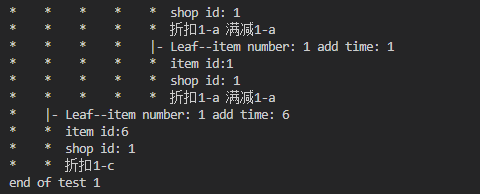 *    *    *    *    *  shop id: 1
*    *    *    *    *  折扣1-a 满减1-a
*    *    *    *    |- Leaf--item number: 1 add time: 1
*    *    *    *    *  item id:1
*    *    *    *    *  shop id: 1
*    *    *    *    *  折扣1-a 满减1-a
*    |- Leaf--item number: 1 add time: 6
*    *  item id:6
*    *  shop id: 1
*    *  折扣1-c
end of test 1